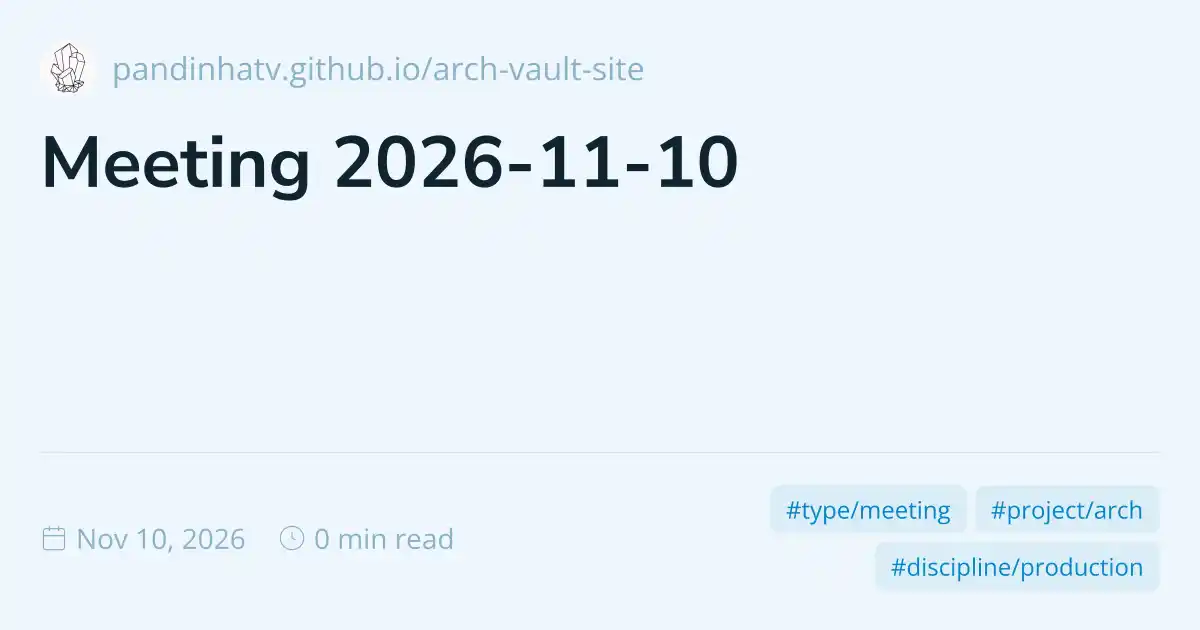 pandinhatv.github.io/arch-vault-site
Meeting 2026-11-10
#type/meeting #project/arch
Nov 10, 2026 0 min read
#discipline/production